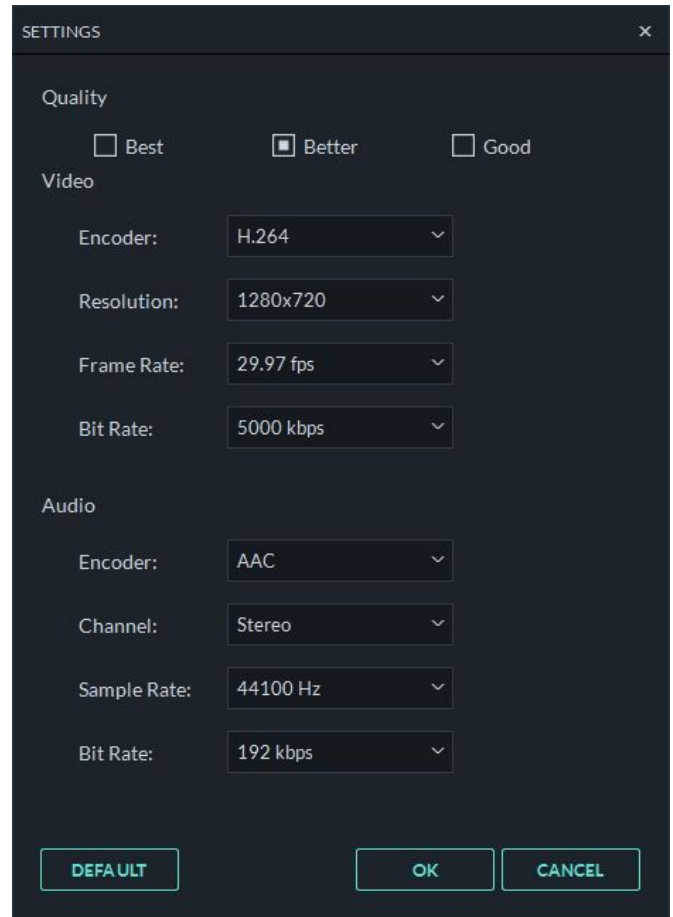 SETTINGS
Quality
Best Better Good
Video
Encoder: H.264
Resolution: 1280x720
Frame Rate: 29.97 fps
Bit Rate: 5000 kbps
Audio
Encoder: AAC
Channel: Stereo
Sample Rate: 44100 Hz
Bit Rate: 192 kbps
DEFAULT OK CANCEL